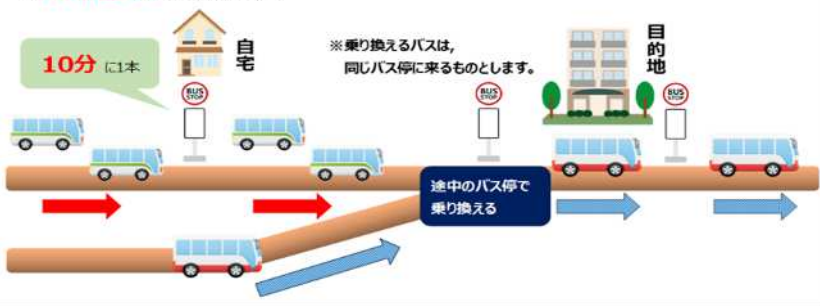 10分 に1本
自宅
※乗り換えるバスは,
同じバス停に来るものとします。
目的地
BUS STOP
BUS STOP
BUS STOP
途中のバス停で
乗り換える